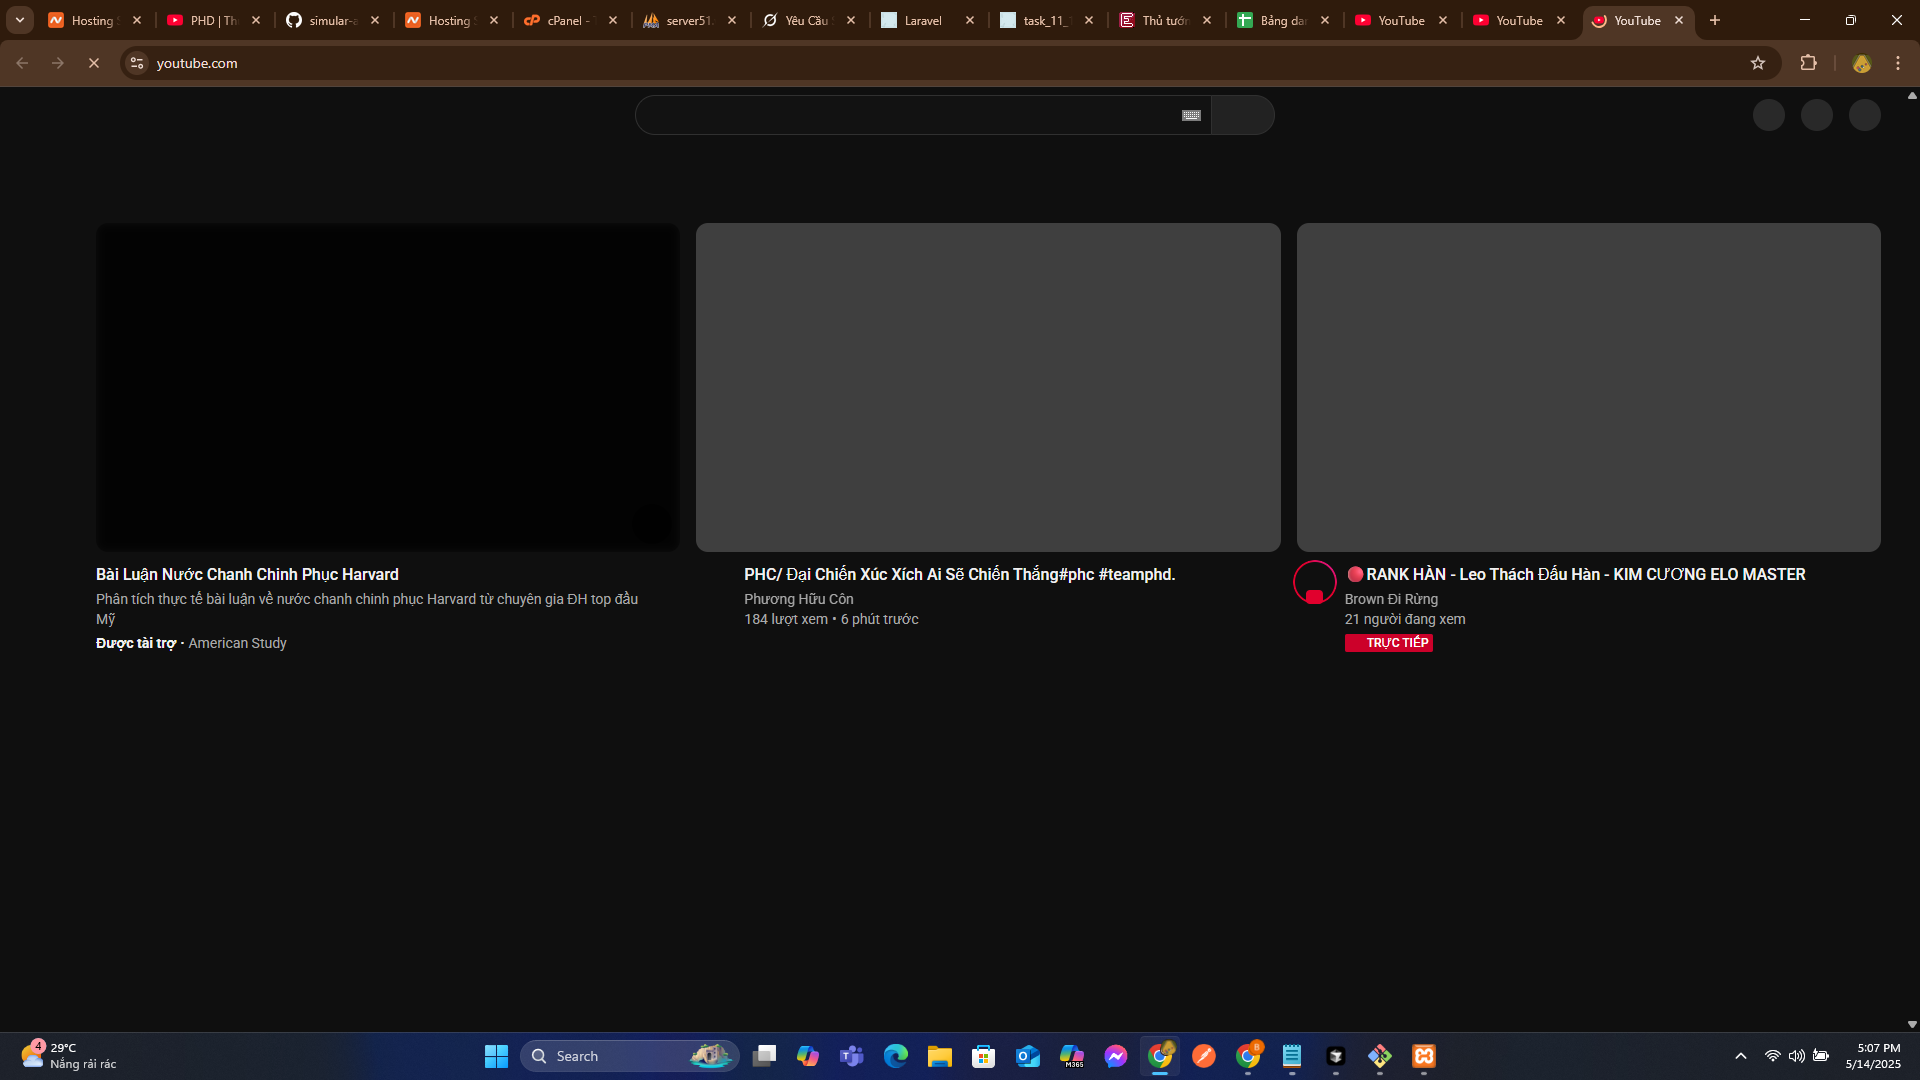 Hosting
PHD | Th
simular-a
Hosting
cPanel -
server51.
Yêu Cầu
Laravel
task_11_
Thủ tướn
Bảng dan
YouTube
YouTube
YouTube
youtube.com
Bài Luận Nước Chanh Chinh Phục Harvard
Phân tích thực tế bài luận về nước chanh chinh phục Harvard từ chuyên gia ĐH top đầu
Mỹ
Được tài trợ · American Study
PHC/ Đại Chiến Xúc Xích Ai Sẽ Chiến Thắng#phc #teamphd.
Phương Hữu Côn
184 lượt xem • 6 phút trước
RANK HÀN - Leo Thách Đấu Hàn - KIM CƯƠNG ELO MASTER
Brown Đi Rừng
21 người đang xem
TRỰC TIẾP
4
29°C
Nắng rải rác
Search
M365
5:07 PM
5/14/2025